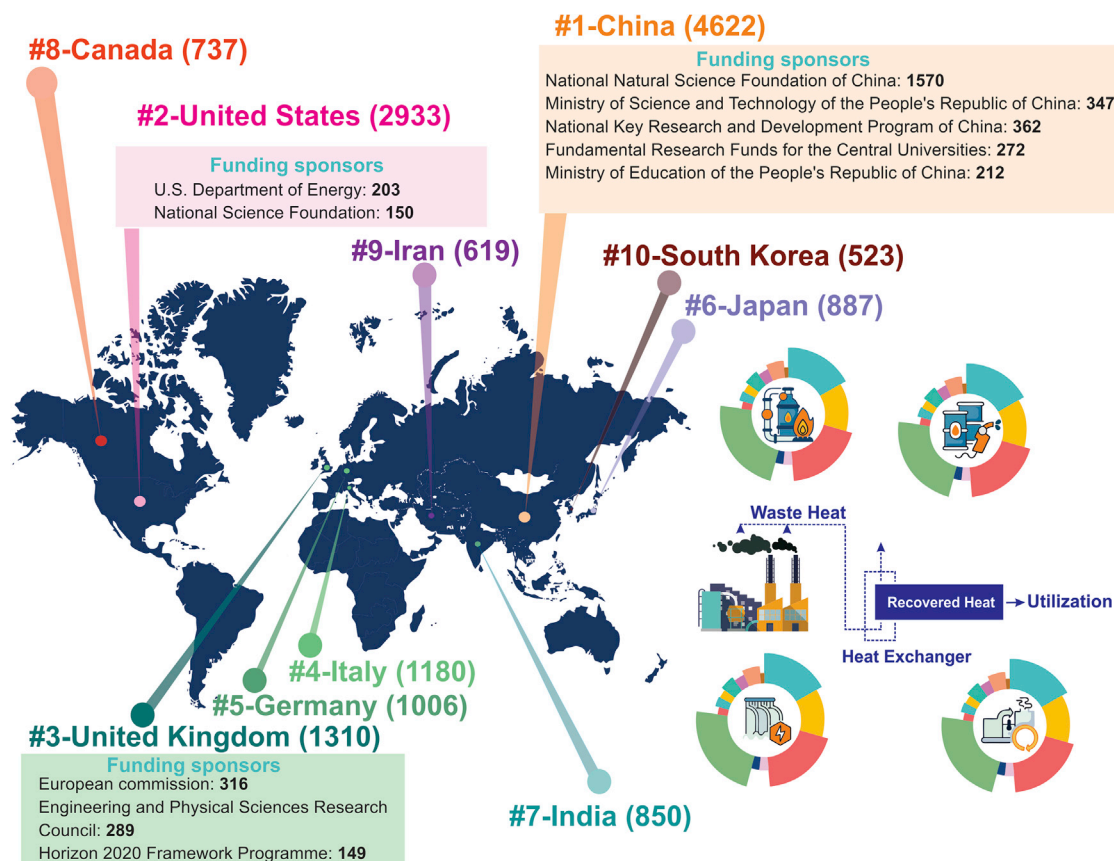 #8-Canada (737)
#1-China (4622)
Funding sponsors
National Natural Science Foundation of China: 1570
Ministry of Science and Technology of the People's Republic of China: 347
National Key Research and Development Program of China: 362
Fundamental Research Funds for the Central Universities: 272
Ministry of Education of the People's Republic of China: 212
#2-United States (2933)
Funding sponsors
U.S. Department of Energy: 203
National Science Foundation: 150
#9-Iran (619)
#10-South Korea (523)
#6-Japan (887)
Waste Heat
Recovered Heat
Utilization
Heat Exchanger
#4-Italy (1180)
#5-Germany (1006)
#3-United Kingdom (1310)
Funding sponsors
European commission: 316
Engineering and Physical Sciences Research
Council: 289
Horizon 2020 Framework Programme: 149
#7-India (850)